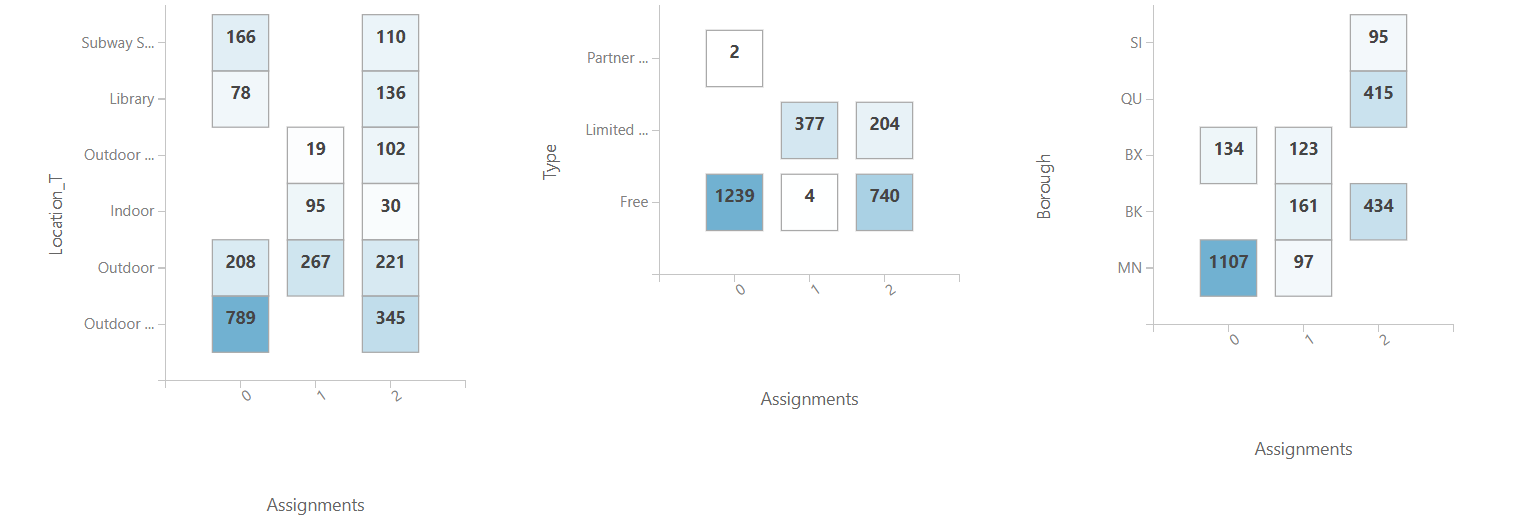 Location_T
Subway S... 166 110
Library 78 136
Outdoor ... 19 102
Indoor 95 30
Outdoor 208 267 221
Outdoor ... 789 345
0 1 2
Assignments
Type
Partner ... 2
Limited ... 377 204
Free 1239 4 740
0 1 2
Assignments
Borough
SI 95
QU 415
BX 134 123
BK 161 434
MN 1107 97
0 1 2
Assignments